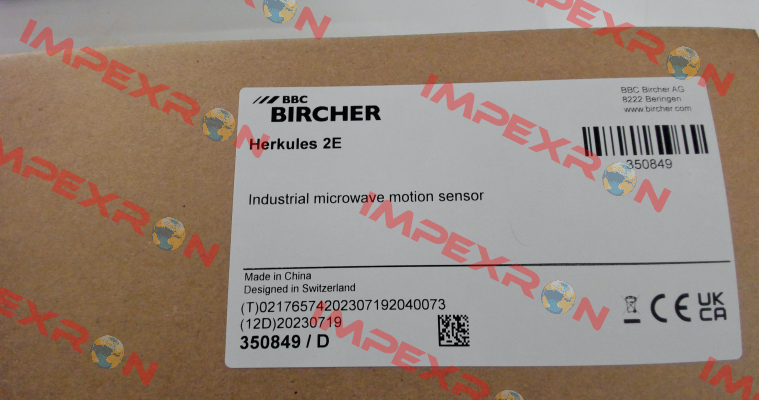 BBC
BIRCHER
BBC Bircher AG
8222 Beringen
www.bircher.com
Herkules 2E
350849
Industrial microwave motion sensor
Made in China
Designed in Switzerland
(T)02176574202307192040073
(12D)20230719
350849 / D
CE
UK
CA
IMPEXRON
IMPEXRON
IMPEXRON
IMPEXRON
IMPEXRON
IMPEXRON